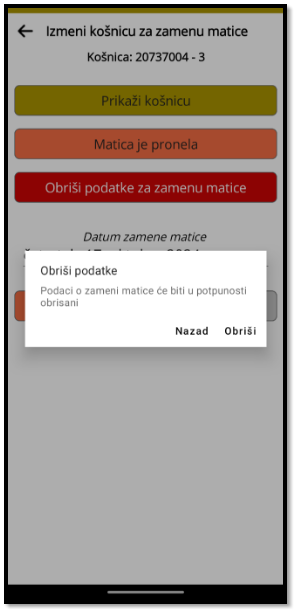 Izmeni košnicu za zamenu matice
Košnica: 20737004 - 3
Prikaži košnicu
Matica je pronela
Obriši podatke za zamenu matice
Datum zamene matice
Obriši podatke
Podaci o zameni matice će biti u potpunosti
obrisani
Nazad Obriši